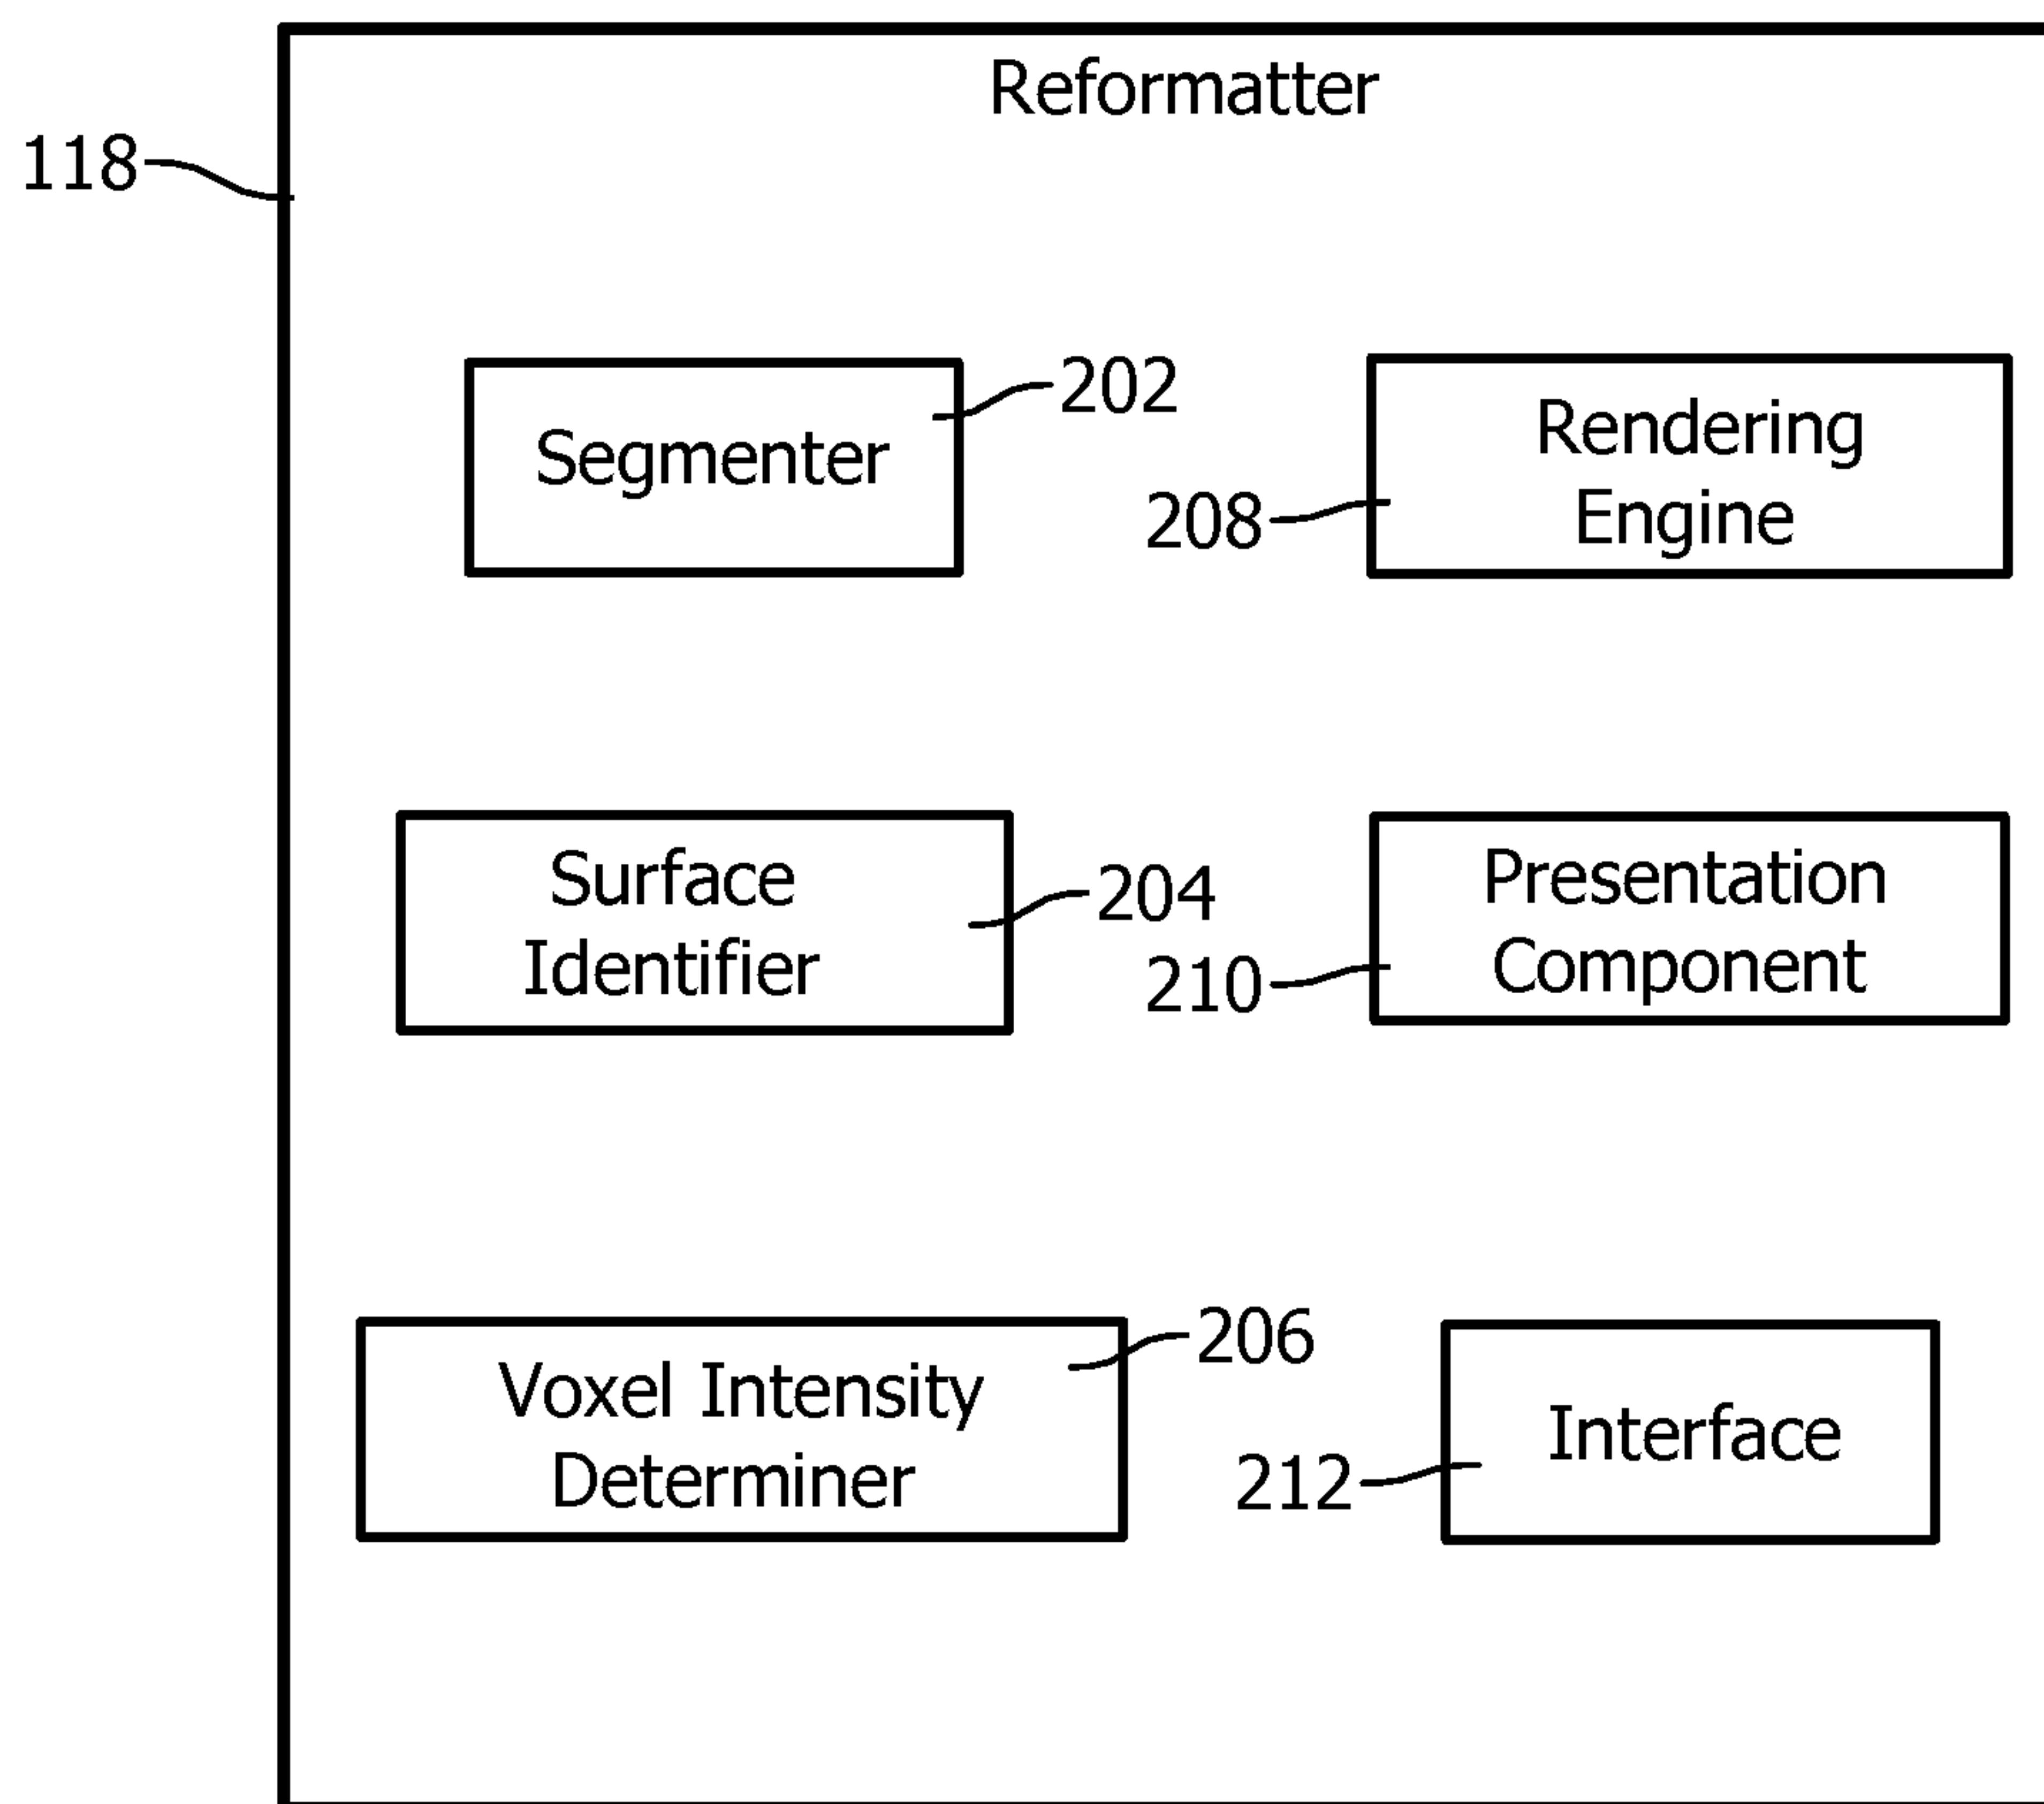 Reformatter
118
Segmenter
202
Rendering
Engine
208
Surface
Identifier
204
Presentation
Component
210
Voxel Intensity
Determiner
206
Interface
212